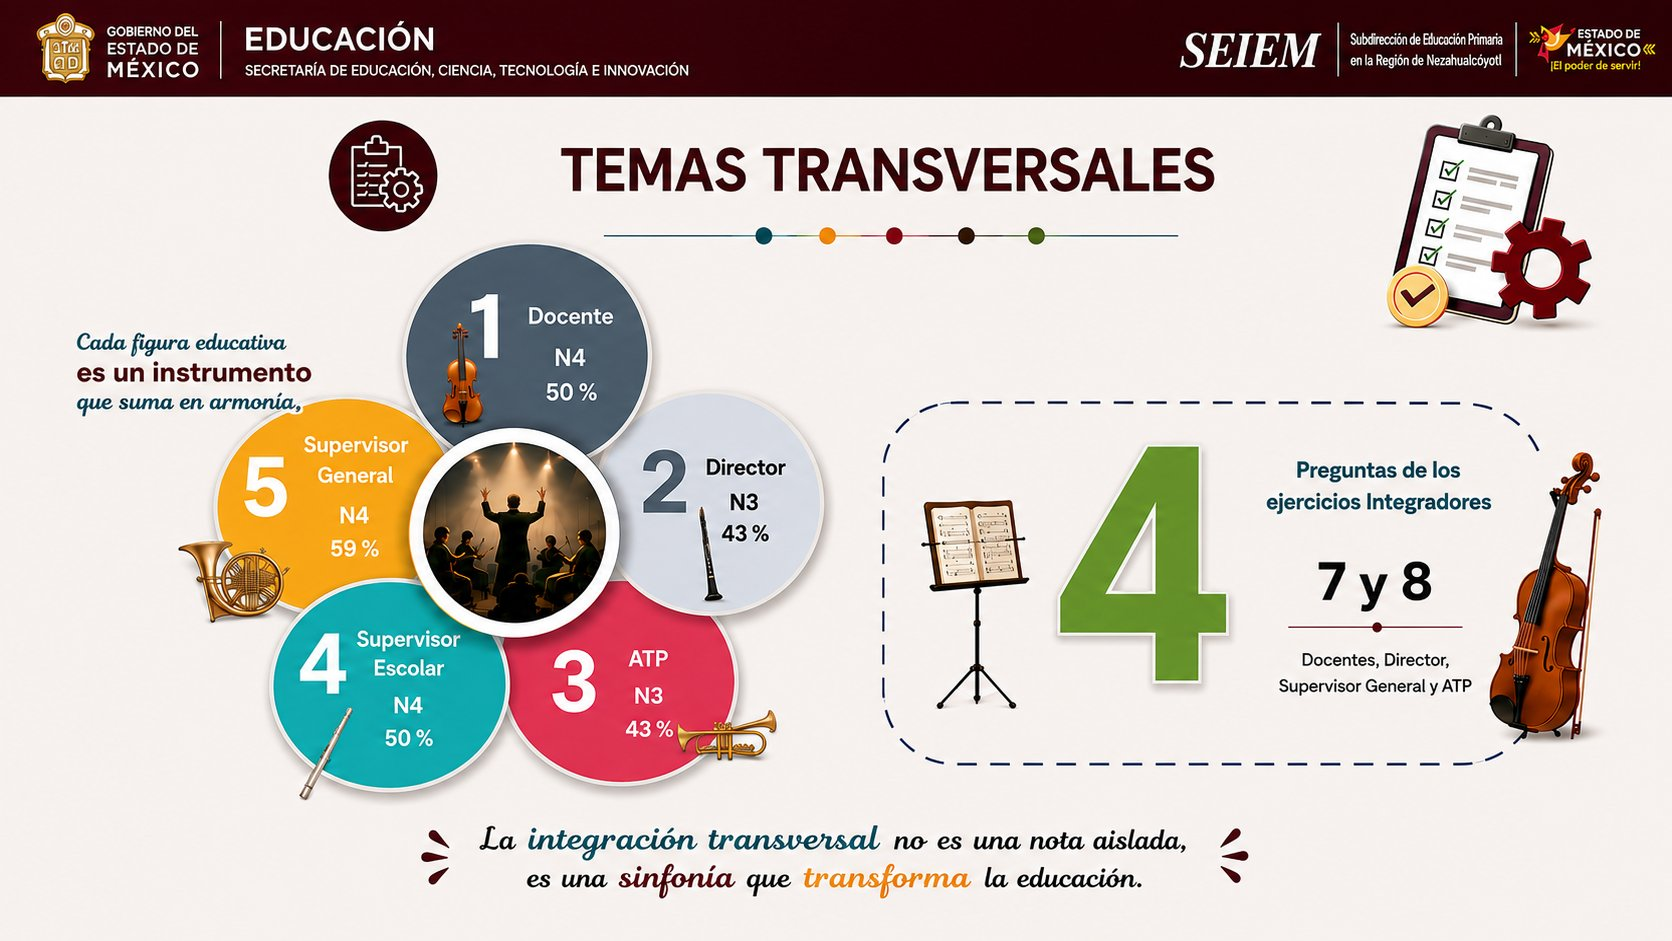 GOBIERNO DEL
ESTADO DE
MÉXICO
EDUCACIÓN
SECRETARÍA DE EDUCACIÓN, CIENCIA, TECNOLOGÍA E INNOVACIÓN
SEIEM
Subdirección de Educación Primaria
en la Región de Nezahualcóyotl
ESTADO DE
MÉXICO
¡El poder de servir!
TEMAS TRANSVERSALES
Cada figura educativa
es un instrumento
que suma en armonía,
1
Docente
N4
50 %
2
Director
N3
43 %
3
ATP
N3
43 %
4
Supervisor
Escolar
N4
50 %
5
Supervisor
General
N4
59 %
4
Preguntas de los
ejercicios Integradores
7 y 8
Docentes, Director,
Supervisor General y ATP
La integración transversal no es una nota aislada,
es una sinfonía que transforma la educación.